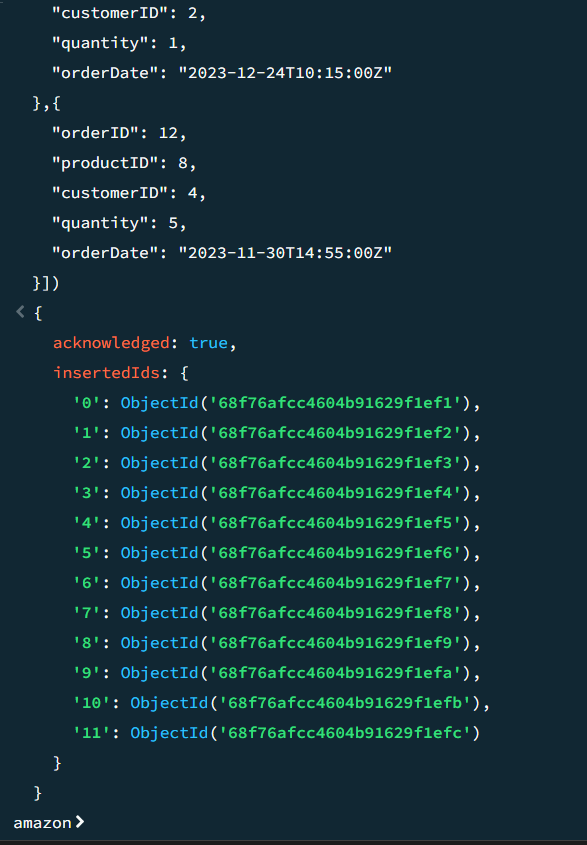 "customerID": 2,
"quantity": 1,
"orderDate": "2023-12-24T10:15:00Z"
},{
"orderID": 12,
"productID": 8,
"customerID": 4,
"quantity": 5,
"orderDate": "2023-11-30T14:55:00Z"
}])
< {
acknowledged: true,
insertedIds: {
'0': ObjectId('68f76afcc4604b91629f1ef1'),
'1': ObjectId('68f76afcc4604b91629f1ef2'),
'2': ObjectId('68f76afcc4604b91629f1ef3'),
'3': ObjectId('68f76afcc4604b91629f1ef4'),
'4': ObjectId('68f76afcc4604b91629f1ef5'),
'5': ObjectId('68f76afcc4604b91629f1ef6'),
'6': ObjectId('68f76afcc4604b91629f1ef7'),
'7': ObjectId('68f76afcc4604b91629f1ef8'),
'8': ObjectId('68f76afcc4604b91629f1ef9'),
'9': ObjectId('68f76afcc4604b91629f1efa'),
'10': ObjectId('68f76afcc4604b91629f1efb'),
'11': ObjectId('68f76afcc4604b91629f1efc')
}
}
amazon>